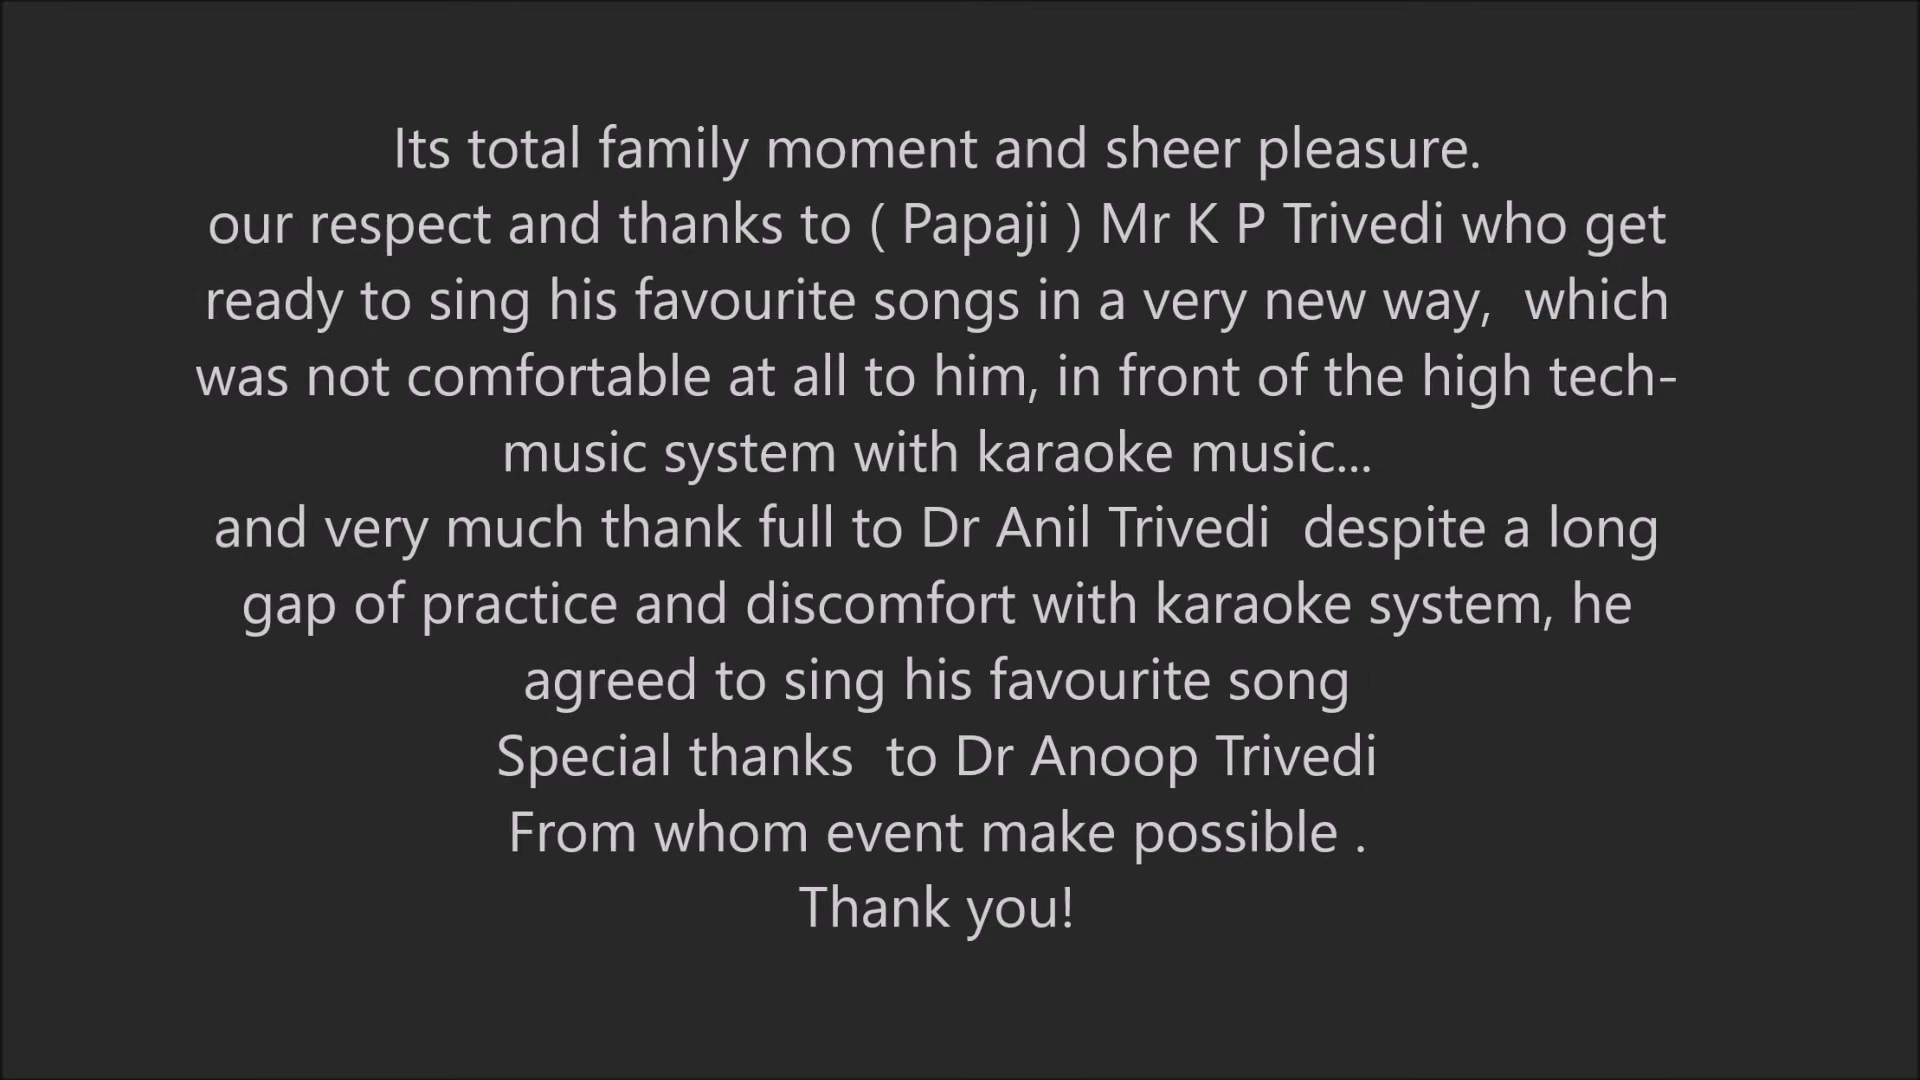 Its total family moment and sheer pleasure.
our respect and thanks to ( Papaji ) Mr K P Trivedi who get
ready to sing his favourite songs in a very new way,  which
was not comfortable at all to him, in front of the high tech-
music system with karaoke music...
and very much thank full to Dr Anil Trivedi  despite a long
gap of practice and discomfort with karaoke system, he
agreed to sing his favourite song
Special thanks  to Dr Anoop Trivedi
From whom event make possible .
Thank you!